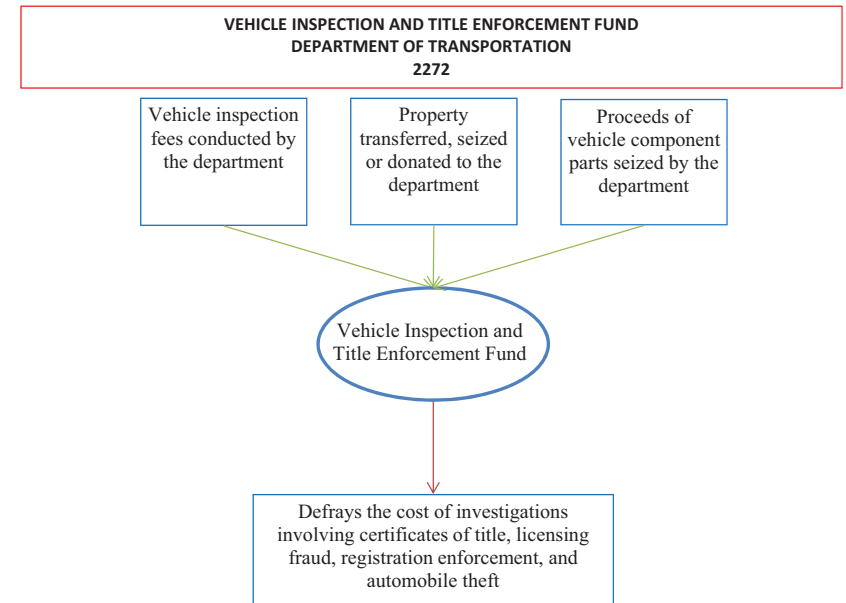 VEHICLE INSPECTION AND TITLE ENFORCEMENT FUND
DEPARTMENT OF TRANSPORTATION
2272
Vehicle inspection
fees conducted by
the department
Property
transferred, seized
or donated to the
department
Proceeds of
vehicle component
parts seized by the
department
Vehicle Inspection and
Title Enforcement Fund
Defrays the cost of investigations
involving certificates of title, licensing
fraud, registration enforcement, and
automobile theft